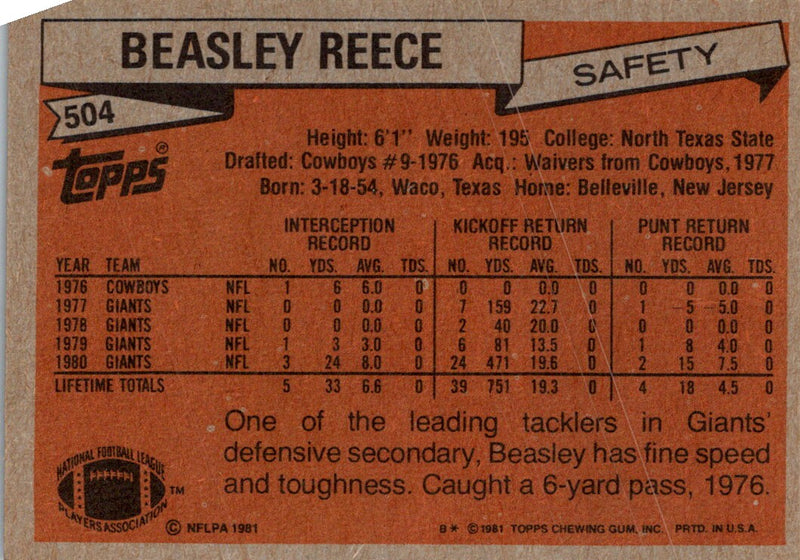 BEASLEY REECE
SAFETY
504
topps®
Height: 6'1" Weight: 195 College: North Texas State
Drafted: Cowboys #9-1976 Acq.: Waivers from Cowboys, 1977
Born: 3-18-54, Waco, Texas Home: Belleville, New Jersey
INTERCEPTION RECORD KICKOFF RETURN RECORD PUNT RETURN RECORD
YEAR TEAM NO. YDS. AVG. TDS. NO. YDS. AVG. TDS. NO. YDS. AVG. TDS.
1976 COWBOYS NFL 1 6 6.0 0 0 0 0.0 0 0 0 0.0 0
1977 GIANTS NFL 0 0 0.0 0 7 159 22.7 0 1 -5 -5.0 0
1978 GIANTS NFL 0 0 0.0 0 2 40 20.0 0 0 0 0.0 0
1979 GIANTS NFL 1 3 3.0 0 6 81 13.5 0 1 8 4.0 0
1980 GIANTS NFL 3 24 8.0 0 24 471 19.6 0 2 15 7.5 0
LIFETIME TOTALS 5 33 6.6 0 39 751 19.3 0 4 18 4.5 0
One of the leading tacklers in Giants'
defensive secondary, Beasley has fine speed
and toughness. Caught a 6-yard pass, 1976.
NATIONAL FOOTBALL LEAGUE
PLAYERS ASSOCIATION
TM
© NFLPA 1981
B* © 1981 TOPPS CHEWING GUM, INC. PRTD. IN U.S.A.